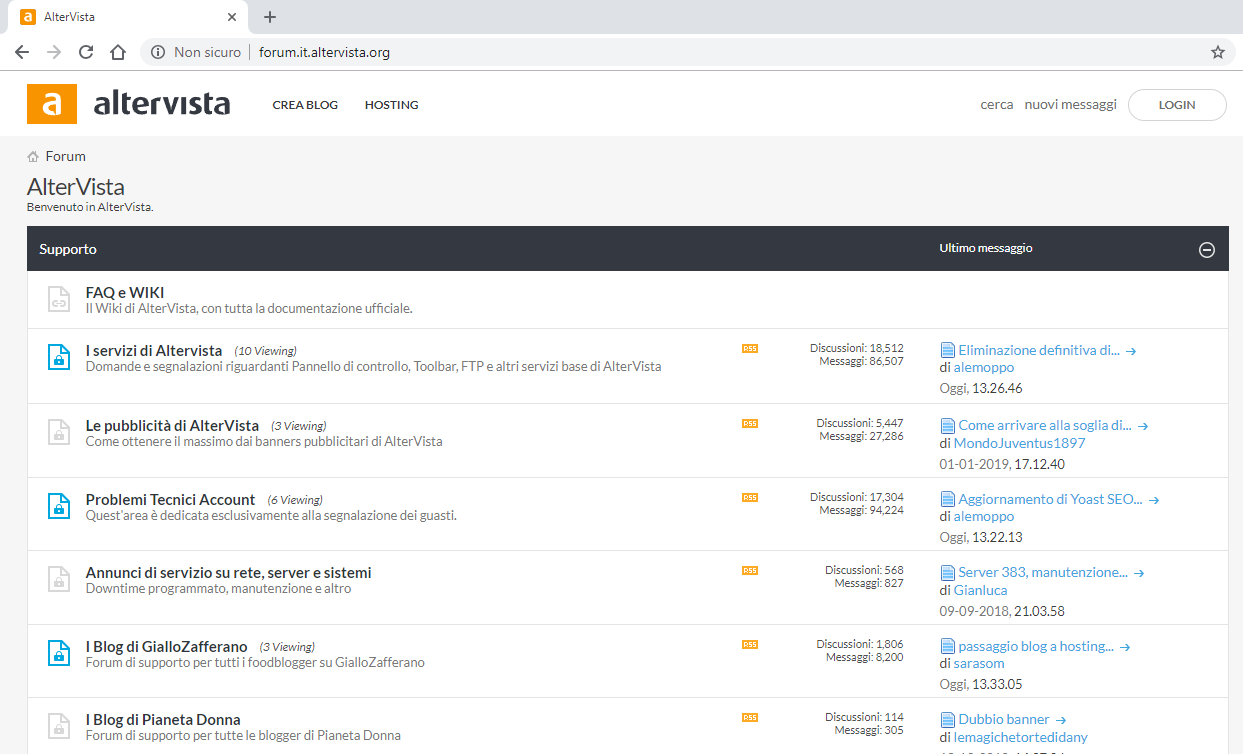 AlterVista
Non sicuro forum.it.altervista.org
a altervista CREA BLOG HOSTING cerca nuovi messaggi LOGIN
Forum
AlterVista
Benvenuto in AlterVista.
Supporto Ultimo messaggio
FAQ e WIKI
Il Wiki di AlterVista, con tutta la documentazione ufficiale.
I servizi di Altervista (10 Viewing)
Domande e segnalazioni riguardanti Pannello di controllo, Toolbar, FTP e altri servizi base di AlterVista
RSS
Discussioni: 18,512
Messaggi: 86,507
Eliminazione definitiva di... →
di alemoppo
Oggi, 13.26.46
Le pubblicità di AlterVista (3 Viewing)
Come ottenere il massimo dai banners pubblicitari di AlterVista
RSS
Discussioni: 5,447
Messaggi: 27,286
Come arrivare alla soglia di... →
di MondoJuventus1897
01-01-2019, 17.12.40
Problemi Tecnici Account (6 Viewing)
Quest'area è dedicata esclusivamente alla segnalazione dei guasti.
RSS
Discussioni: 17,304
Messaggi: 94,224
Aggiornamento di Yoast SEO... →
di alemoppo
Oggi, 13.22.13
Annunci di servizio su rete, server e sistemi
Downtime programmato, manutenzione e altro
RSS
Discussioni: 568
Messaggi: 827
Server 383, manutenzione... →
di Gianluca
09-09-2018, 21.03.58
I Blog di GialloZafferano (3 Viewing)
Forum di supporto per tutti i foodblogger su GialloZafferano
RSS
Discussioni: 1,806
Messaggi: 8,200
passaggio blog a hosting... →
di sarasom
Oggi, 13.33.05
I Blog di Pianeta Donna
Forum di supporto per tutte le blogger di Pianeta Donna
RSS
Discussioni: 114
Messaggi: 305
Dubbio banner →
di lemagichetortedidany